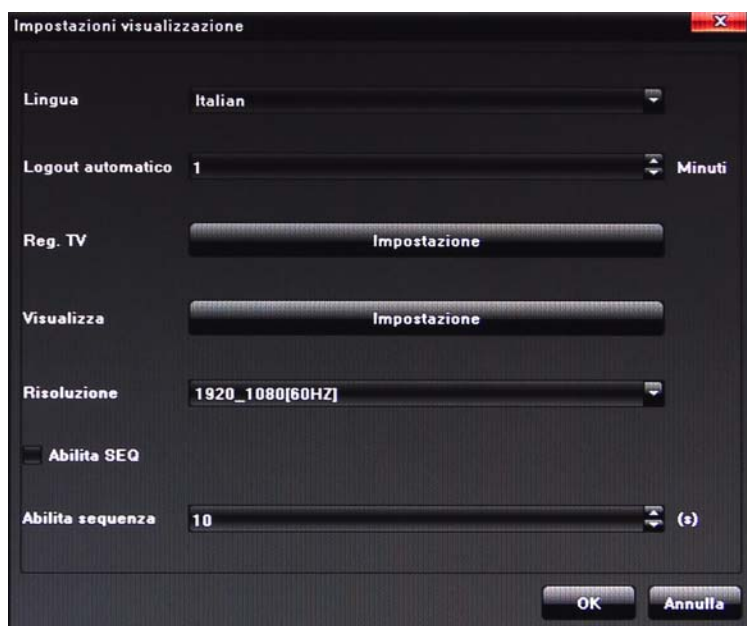 Impostazioni visualizzazione
X
Lingua Italian
Logout automatico 1 Minuti
Reg. TV Impostazione
Visualizza Impostazione
Risoluzione 1920_1080[60HZ]
Abilita SEQ
Abilita sequenza 10 (s)
OK Annulla